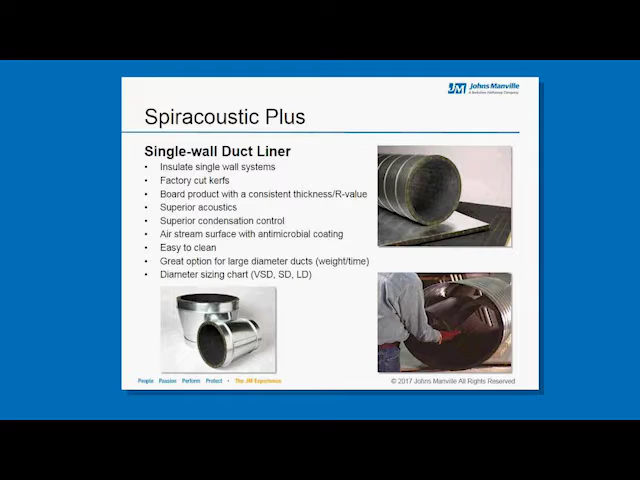 JM Johns Manville
A Berkshire Hathaway Company
Spiracoustic Plus
Single-wall Duct Liner
• Insulate single wall systems
• Factory cut kerfs
• Board product with a consistent thickness/R-value
• Superior acoustics
• Superior condensation control
• Air stream surface with antimicrobial coating
• Easy to clean
• Great option for large diameter ducts (weight/time)
• Diameter sizing chart (VSD, SD, LD)
People Passion Perform Protect • The JM Experience
© 2017 Johns Manville All Rights Reserved